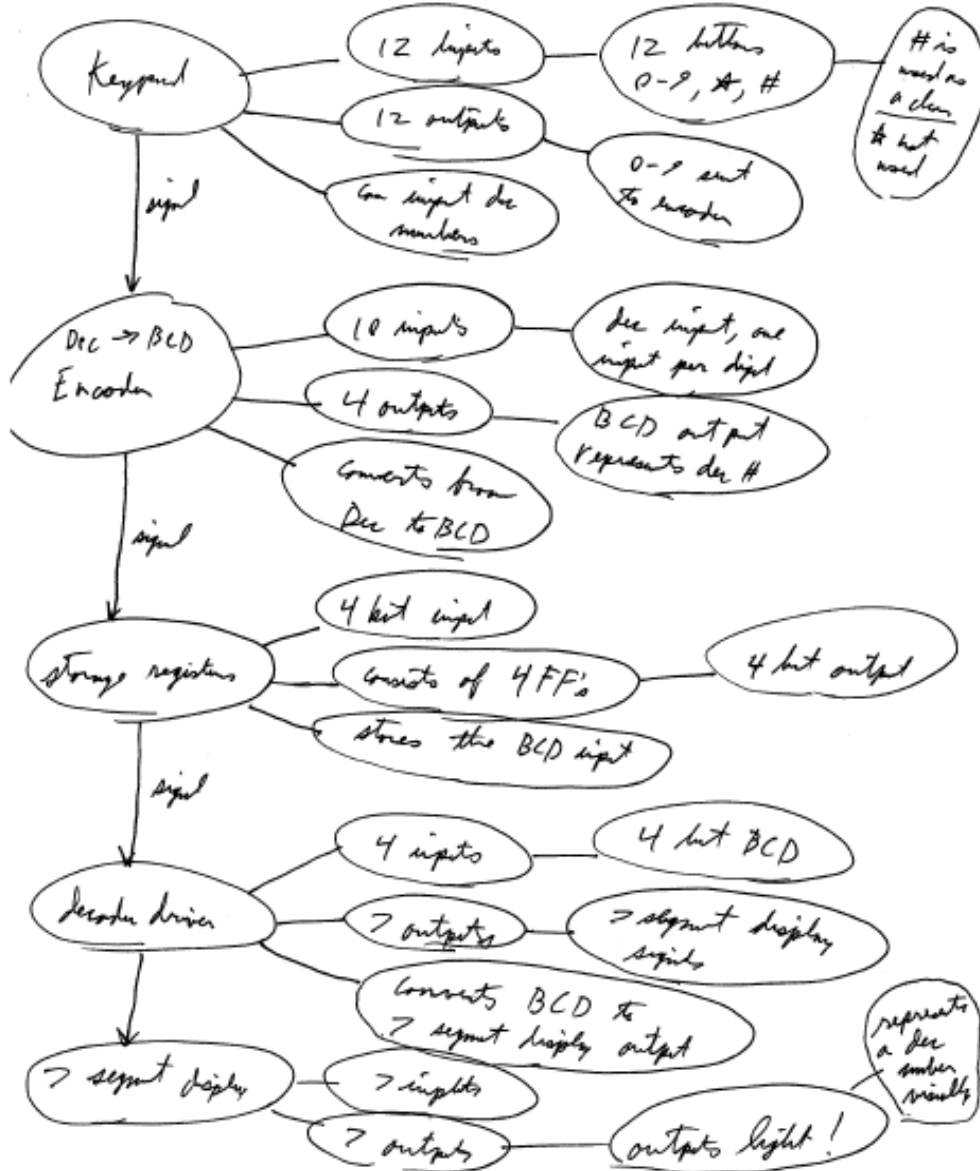 Keypad
12 inputs
12 buttons
0-9, *, #
# is
used as
a clear
* not
used
12 outputs
0-9 sent
to encoder
can input dec
numbers
signal
Dec → BCD
Encoder
10 inputs
dec input, one
input per digit
4 outputs
BCD output
represents dec #
converts from
Dec to BCD
signal
storage registers
4 bit input
consists of 4 FF's
4 bit output
stores the BCD input
signal
decoder driver
4 inputs
4 bit BCD
7 outputs
7 segment display
signals
converts BCD to
7 segment display output
7 segment display
7 inputs
7 outputs
outputs light!
represents
a dec
number
visually